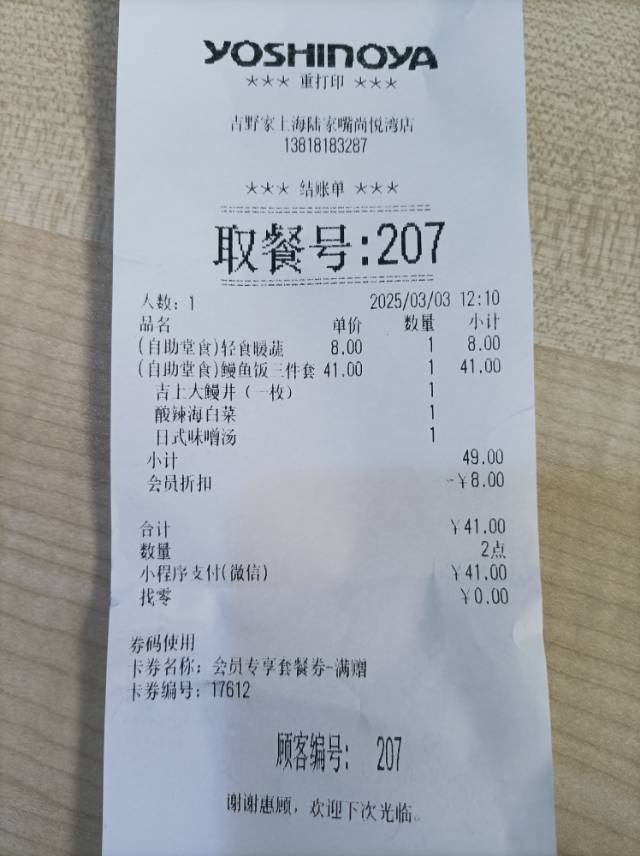 YOSHINOYA
*** 重打印 ***
吉野家上海陆家嘴尚悦湾店
13818183287
*** 结账单 ***
取餐号:207
人数: 1 2025/03/03 12:10
品名 单价 数量 小计
(自助堂食)轻食暖蔬 8.00 1 8.00
(自助堂食)鳗鱼饭三件套 41.00 1 41.00
吉上大鳗丼(一枚) 1
酸辣海白菜 1
日式味噌汤 1
小计 49.00
会员折扣 -¥8.00
合计 ¥41.00
数量 2点
小程序支付(微信) ¥41.00
找零 ¥0.00
券码使用
卡券名称: 会员专享套餐券-满赠
卡券编号: 17612
顾客编号: 207
谢谢惠顾, 欢迎下次光临。